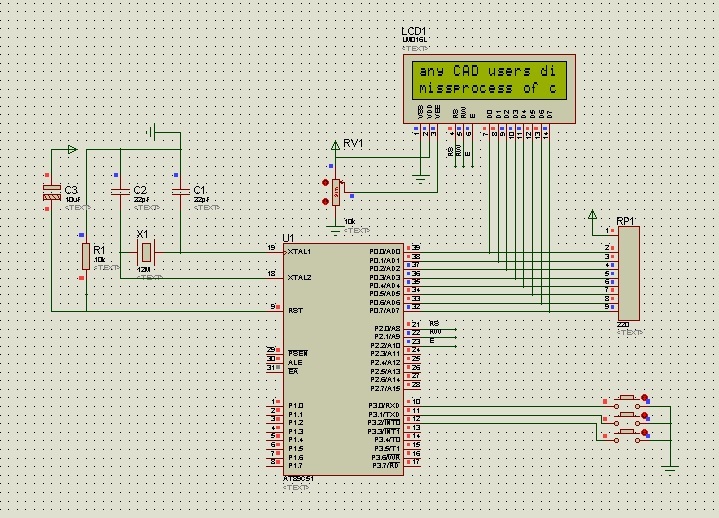 LCD1
LM016L
<TEXT>
any CAD users di
missprocess of c
VSS VDD VEE RS RW E D0 D1 D2 D3 D4 D5 D6 D7
1 2 3 4 5 6 7 8 9 10 11 12 13 14
RS RW E
RV1
10k
<TEXT>
C3
10uF
<TEXT>
C2
22pf
<TEXT>
C1
22pf
<TEXT>
R1
10k
<TEXT>
X1
12M
<TEXT>
U1
19 XTAL1
18 XTAL2
9 RST
29 PSEN
30 ALE
31 EA
1 P1.0
2 P1.1
3 P1.2
4 P1.3
5 P1.4
6 P1.5
7 P1.6
8 P1.7
P0.0/AD0 39
P0.1/AD1 38
P0.2/AD2 37
P0.3/AD3 36
P0.4/AD4 35
P0.5/AD5 34
P0.6/AD6 33
P0.7/AD7 32
P2.0/A8 21 RS
P2.1/A9 22 RW
P2.2/A10 23 E
P2.3/A11 24
P2.4/A12 25
P2.5/A13 26
P2.6/A14 27
P2.7/A15 28
P3.0/RXD 10
P3.1/TXD 11
P3.2/INT0 12
P3.3/INT1 13
P3.4/T0 14
P3.5/T1 15
P3.6/WR 16
P3.7/RD 17
AT89C51
<TEXT>
RP1
1
2
3
4
5
6
7
8
9
220
<TEXT>